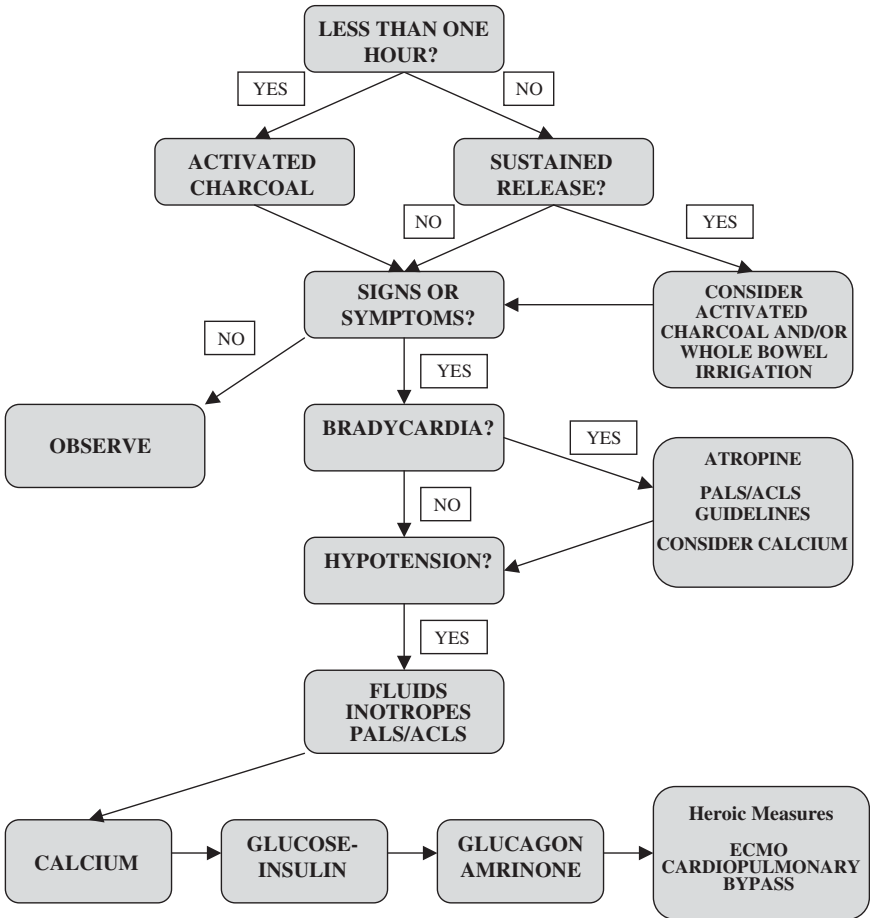 LESS THAN ONE
HOUR?
YES
NO
ACTIVATED
CHARCOAL
SUSTAINED
RELEASE?
NO
YES
SIGNS OR
SYMPTOMS?
CONSIDER
ACTIVATED
CHARCOAL AND/OR
WHOLE BOWEL
IRRIGATION
NO
YES
OBSERVE
BRADYCARDIA?
YES
ATROPINE
PALS/ACLS
GUIDELINES
CONSIDER CALCIUM
NO
HYPOTENSION?
YES
FLUIDS
INOTROPES
PALS/ACLS
CALCIUM
GLUCOSE-
INSULIN
GLUCAGON
AMRINONE
Heroic Measures
ECMO
CARDIOPULMONARY
BYPASS